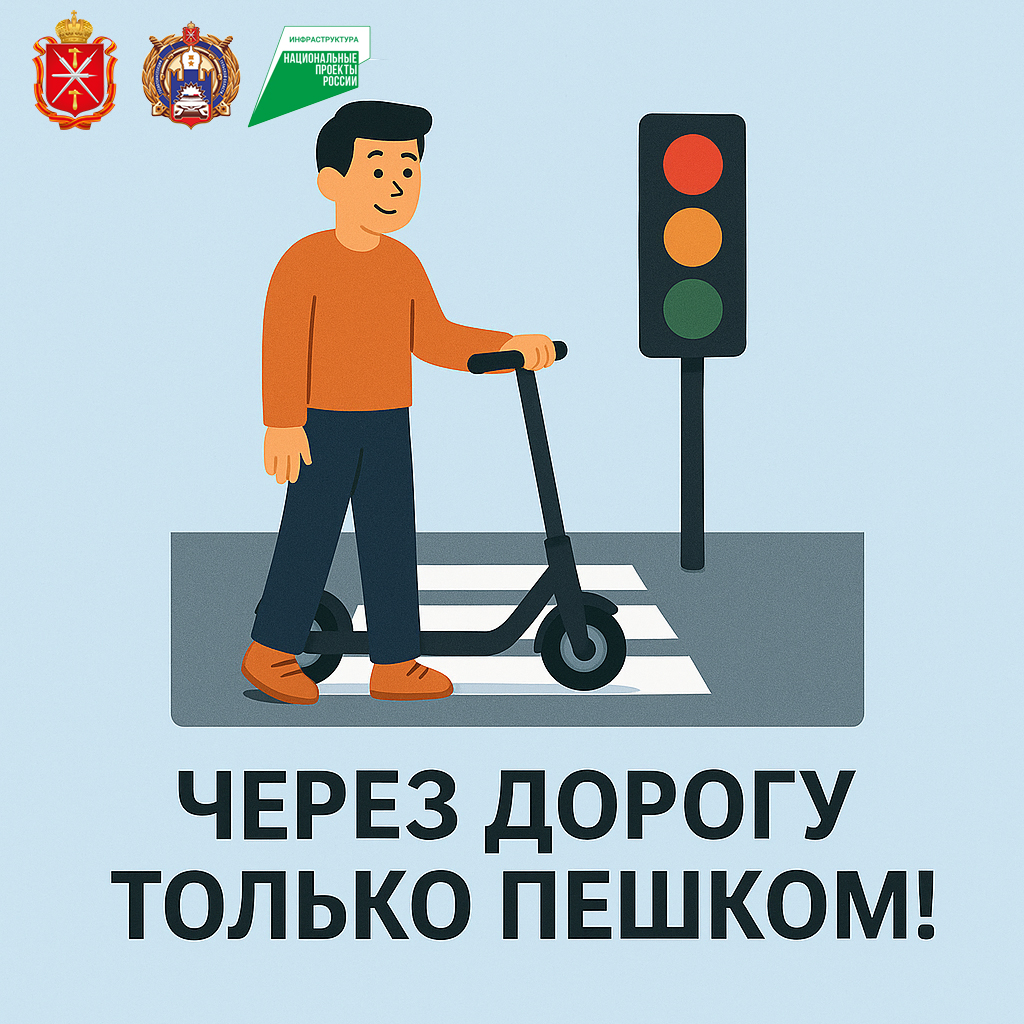 ИНФРАСТРУКТУРА
НАЦИОНАЛЬНЫЕ
ПРОЕКТЫ
РОССИИ
ЧЕРЕЗ ДОРОГУ
ТОЛЬКО ПЕШКОМ!